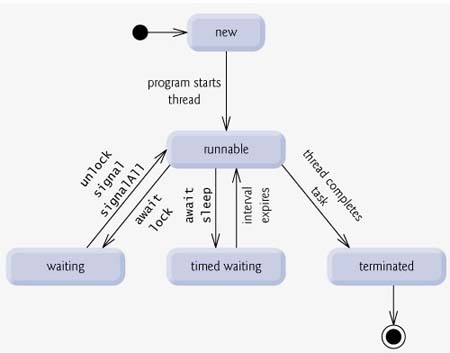 new
program starts
thread
runnable
unlock
signal
signalAll
await
lock
await
sleep
interval
expires
thread completes
task
waiting
timed waiting
terminated